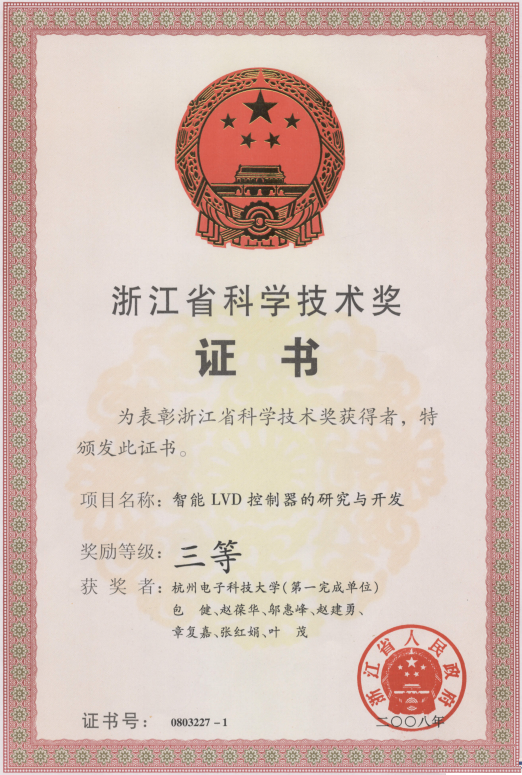 浙江省科学技术奖
证 书
为表彰浙江省科学技术奖获得者，特
颁发此证书。
项目名称：智能 LVD 控制器的研究与开发
奖励等级：三等
获 奖 者：杭州电子科技大学（第一完成单位）
包 健、赵葆华、邬惠峰、赵建勇、
章复嘉、张红娟、叶 茂
浙江省人民政府
证书号： 0803227－1
二〇〇八年